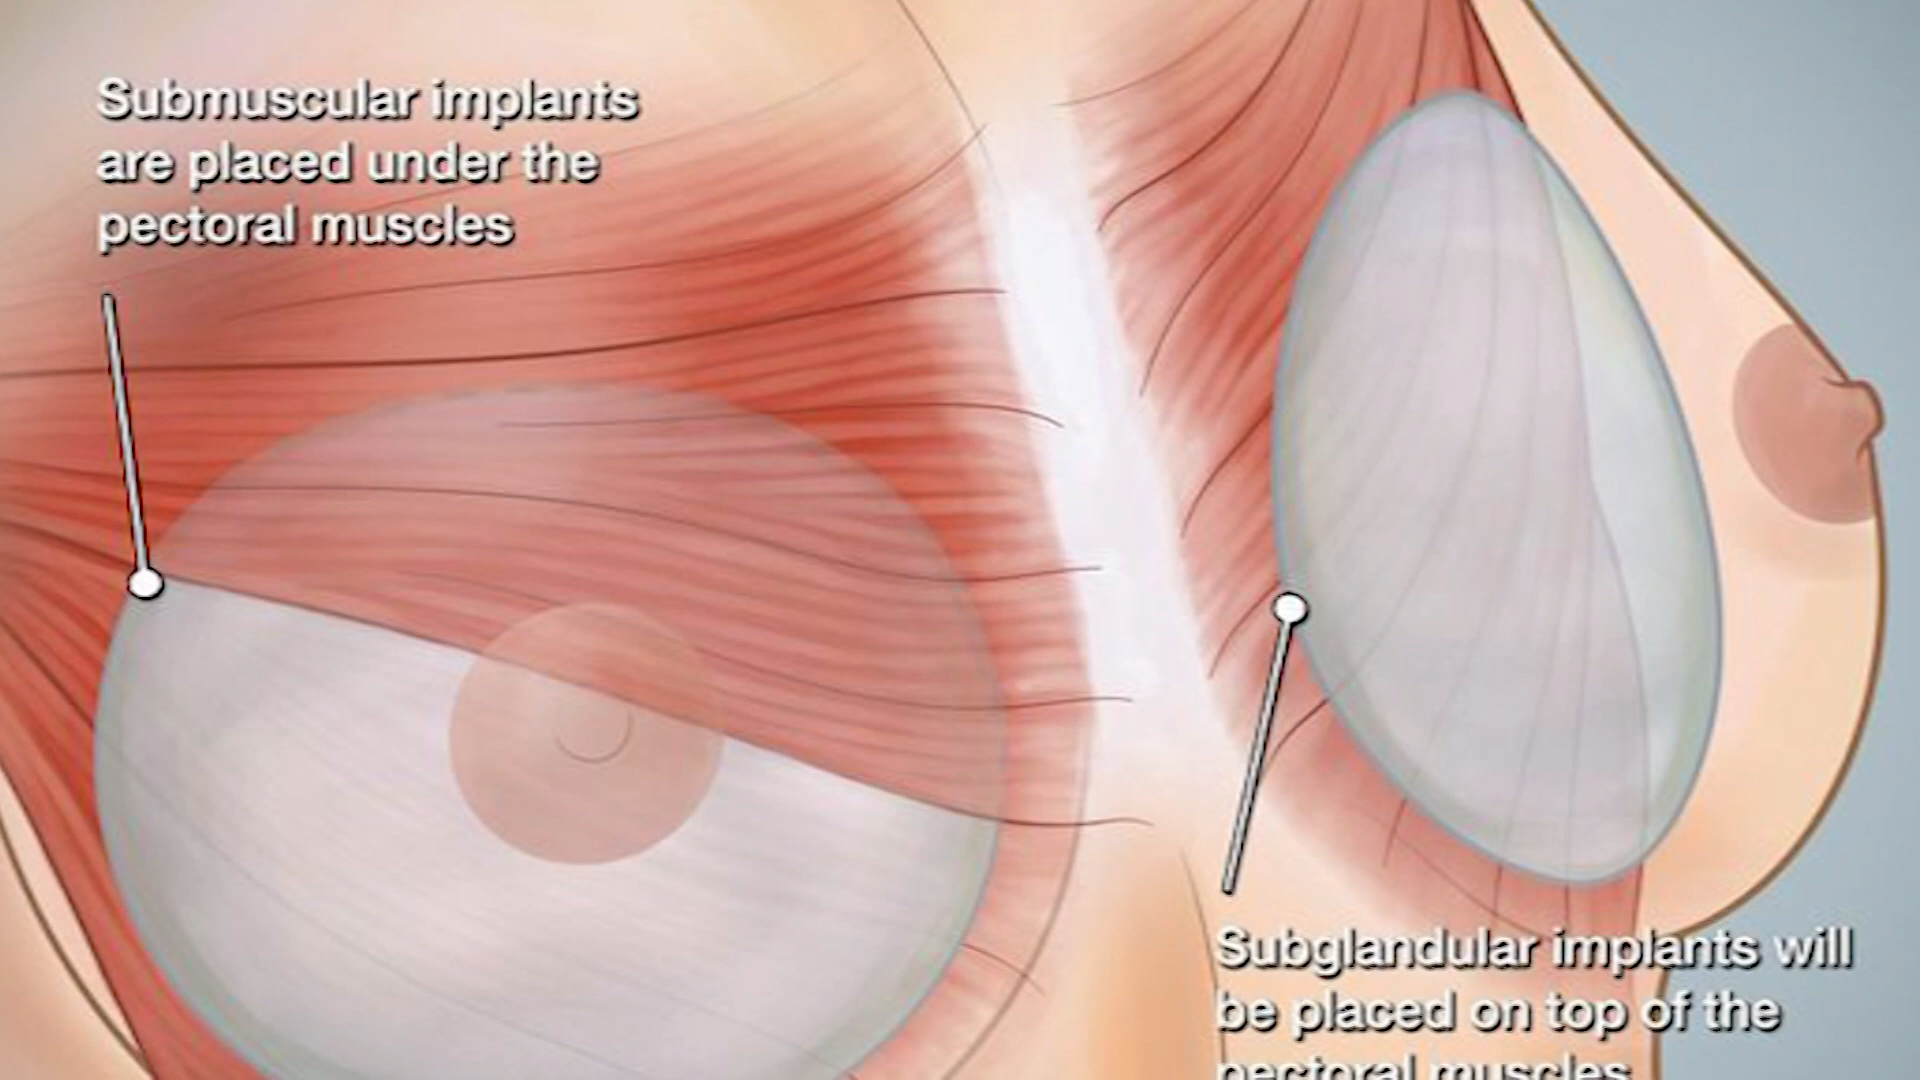 Submuscular implants
are placed under the
pectoral muscles
Subglandular implants will
be placed on top of the
pectoral muscles